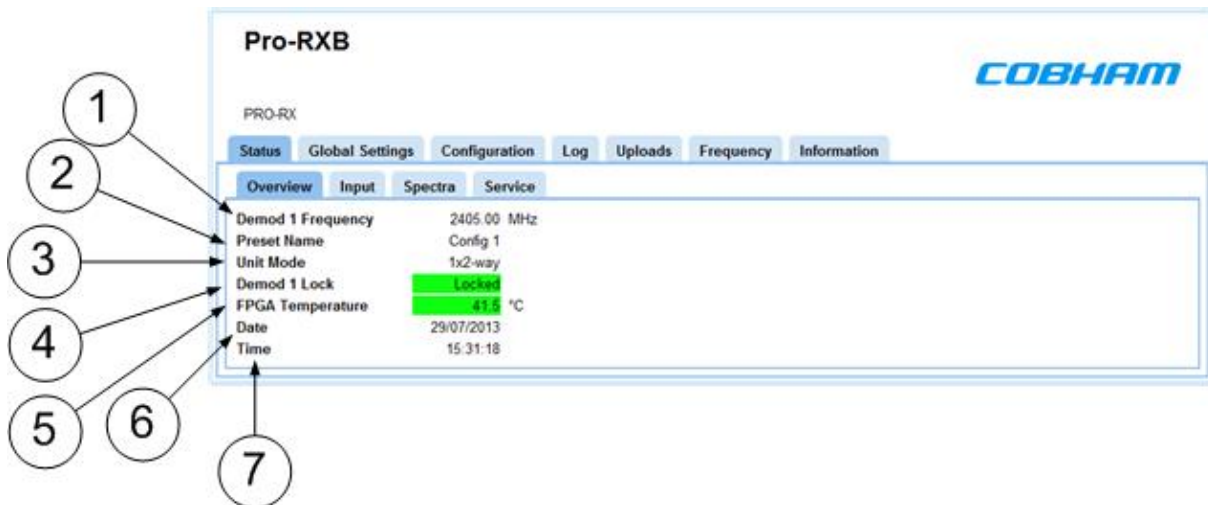 Pro-RXB
COBHAM
PRO-RX
Status Global Settings Configuration Log Uploads Frequency Information
Overview Input Spectra Service
Demod 1 Frequency 2405.00 MHz
Preset Name Config 1
Unit Mode 1x2-way
Demod 1 Lock Locked
FPGA Temperature 41.5 °C
Date 29/07/2013
Time 15:31:18
1
2
3
4
5
6
7